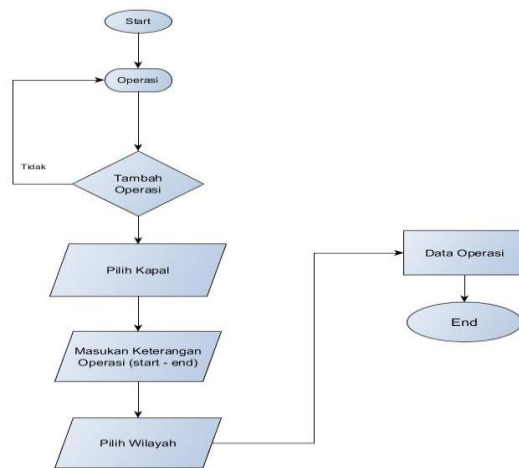 Start
Operasi
Tidak
Tambah
Operasi
Pilih Kapal
Masukan Keterangan
Operasi (start - end)
Pilih Wilayah
Data Operasi
End